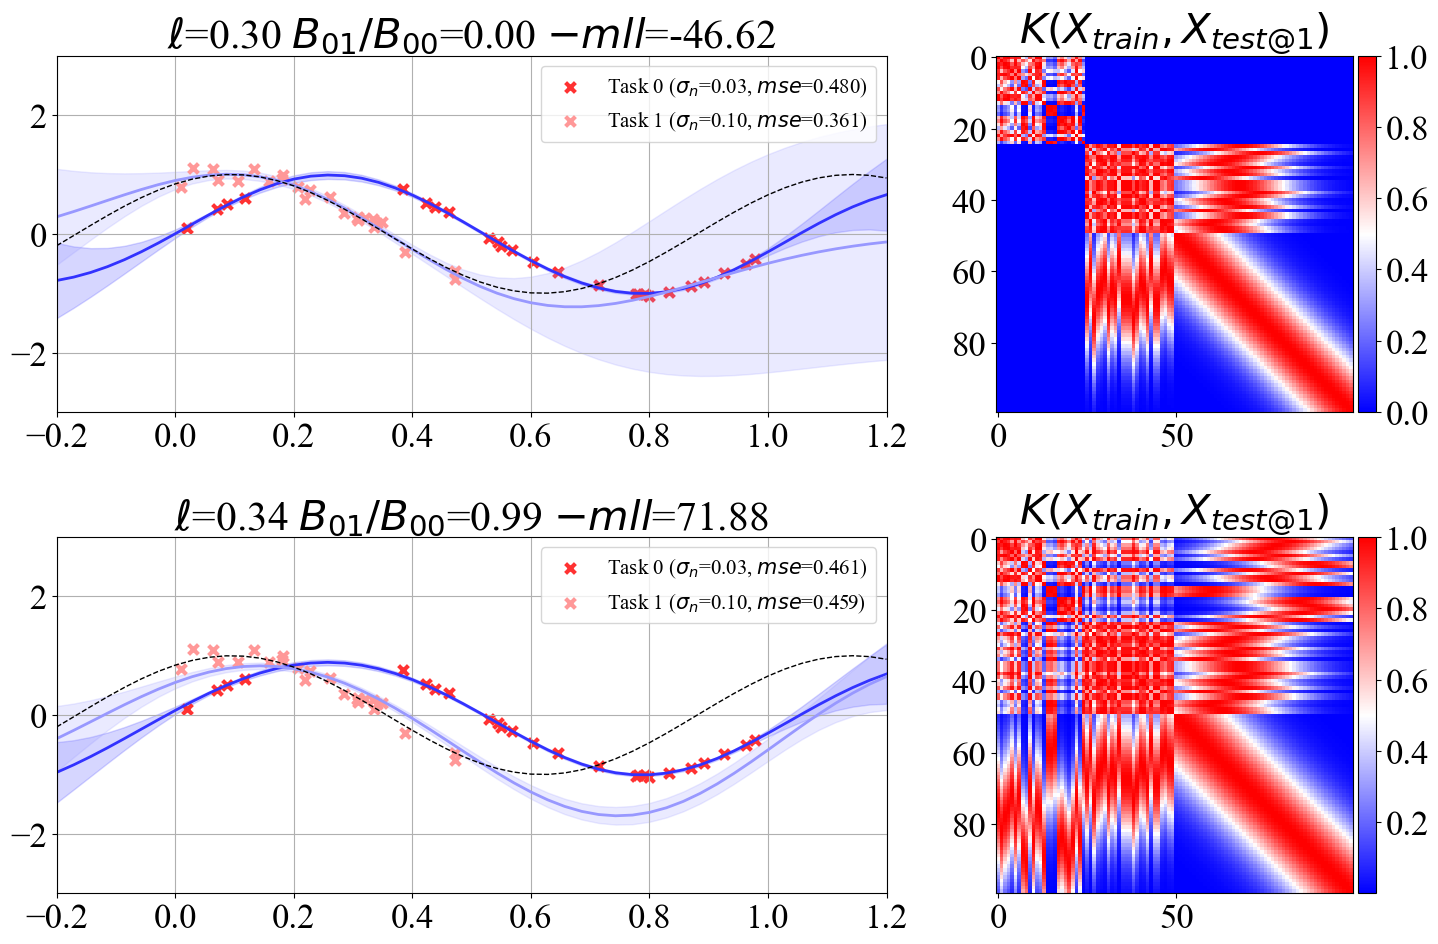 ℓ=0.30 B₀₁/B₀₀=0.00 −mll=-46.62
K(X_train, X_test@1)
Task 0 (σₙ=0.03, mse=0.480)
Task 1 (σₙ=0.10, mse=0.361)
2
0
−2
−0.2 0.0 0.2 0.4 0.6 0.8 1.0 1.2
0
20
40
60
80
0 50
1.0
0.8
0.6
0.4
0.2
0.0
ℓ=0.34 B₀₁/B₀₀=0.99 −mll=71.88
K(X_train, X_test@1)
Task 0 (σₙ=0.03, mse=0.461)
Task 1 (σₙ=0.10, mse=0.459)
2
0
−2
−0.2 0.0 0.2 0.4 0.6 0.8 1.0 1.2
0
20
40
60
80
0 50
1.0
0.8
0.6
0.4
0.2